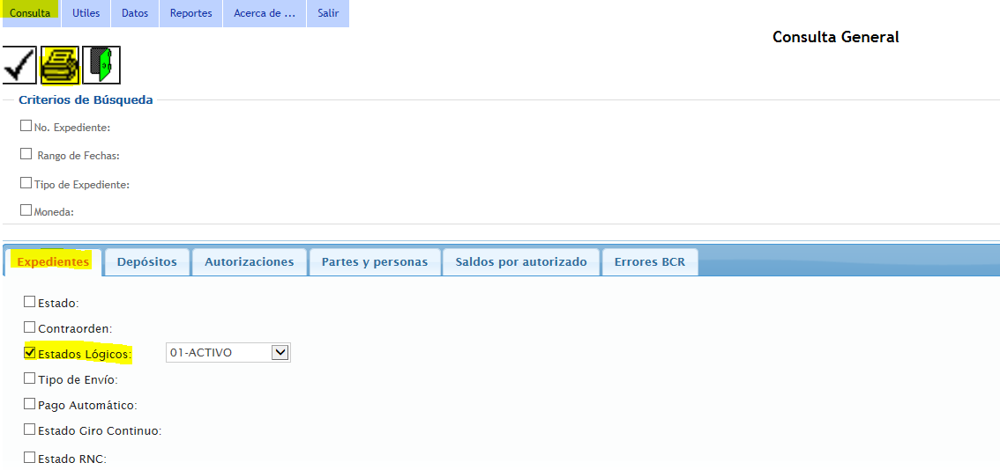 Consulta Utiles Datos Reportes Acerca de ... Salir
Consulta General
Criterios de Búsqueda
No. Expediente:
Rango de Fechas:
Tipo de Expediente:
Moneda:
Expedientes Depósitos Autorizaciones Partes y personas Saldos por autorizado Errores BCR
Estado:
Contraorden:
Estados Lógicos: 01-ACTIVO
Tipo de Envío:
Pago Automático:
Estado Giro Continuo:
Estado RNC: